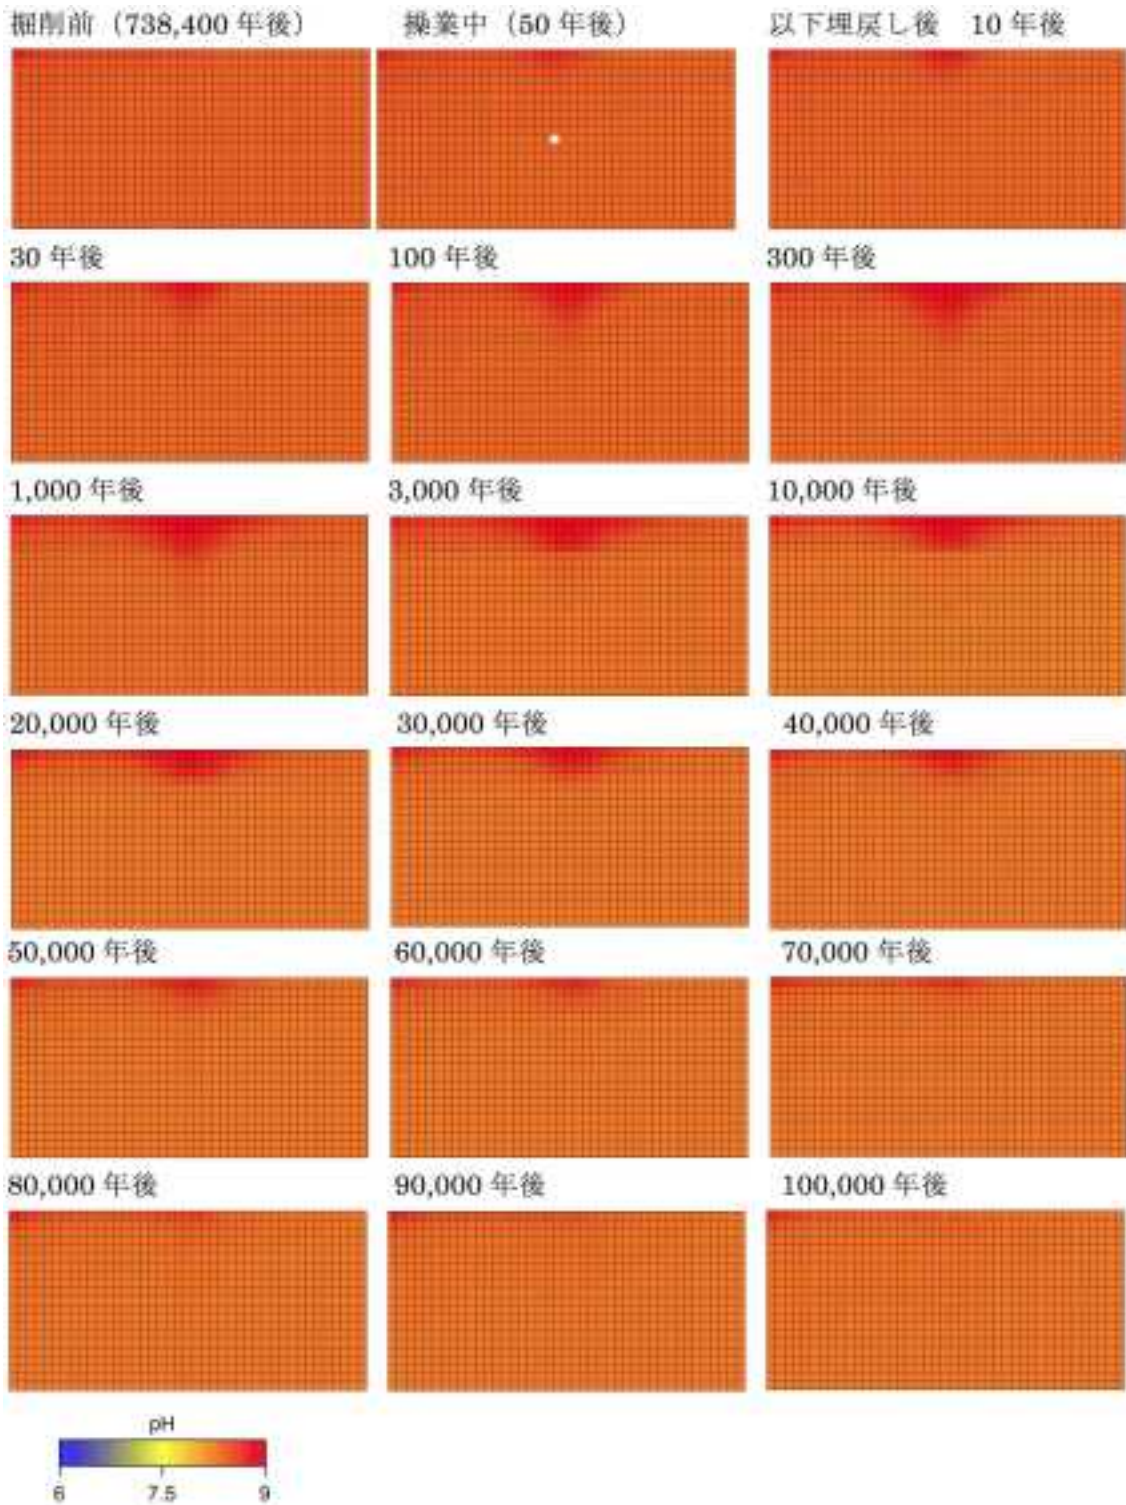 掘削前（738,400 年後） 操業中（50 年後） 以下埋戻し後 10 年後
30 年後 100 年後 300 年後
1,000 年後 3,000 年後 10,000 年後
20,000 年後 30,000 年後 40,000 年後
50,000 年後 60,000 年後 70,000 年後
80,000 年後 90,000 年後 100,000 年後
pH
6 7.5 9